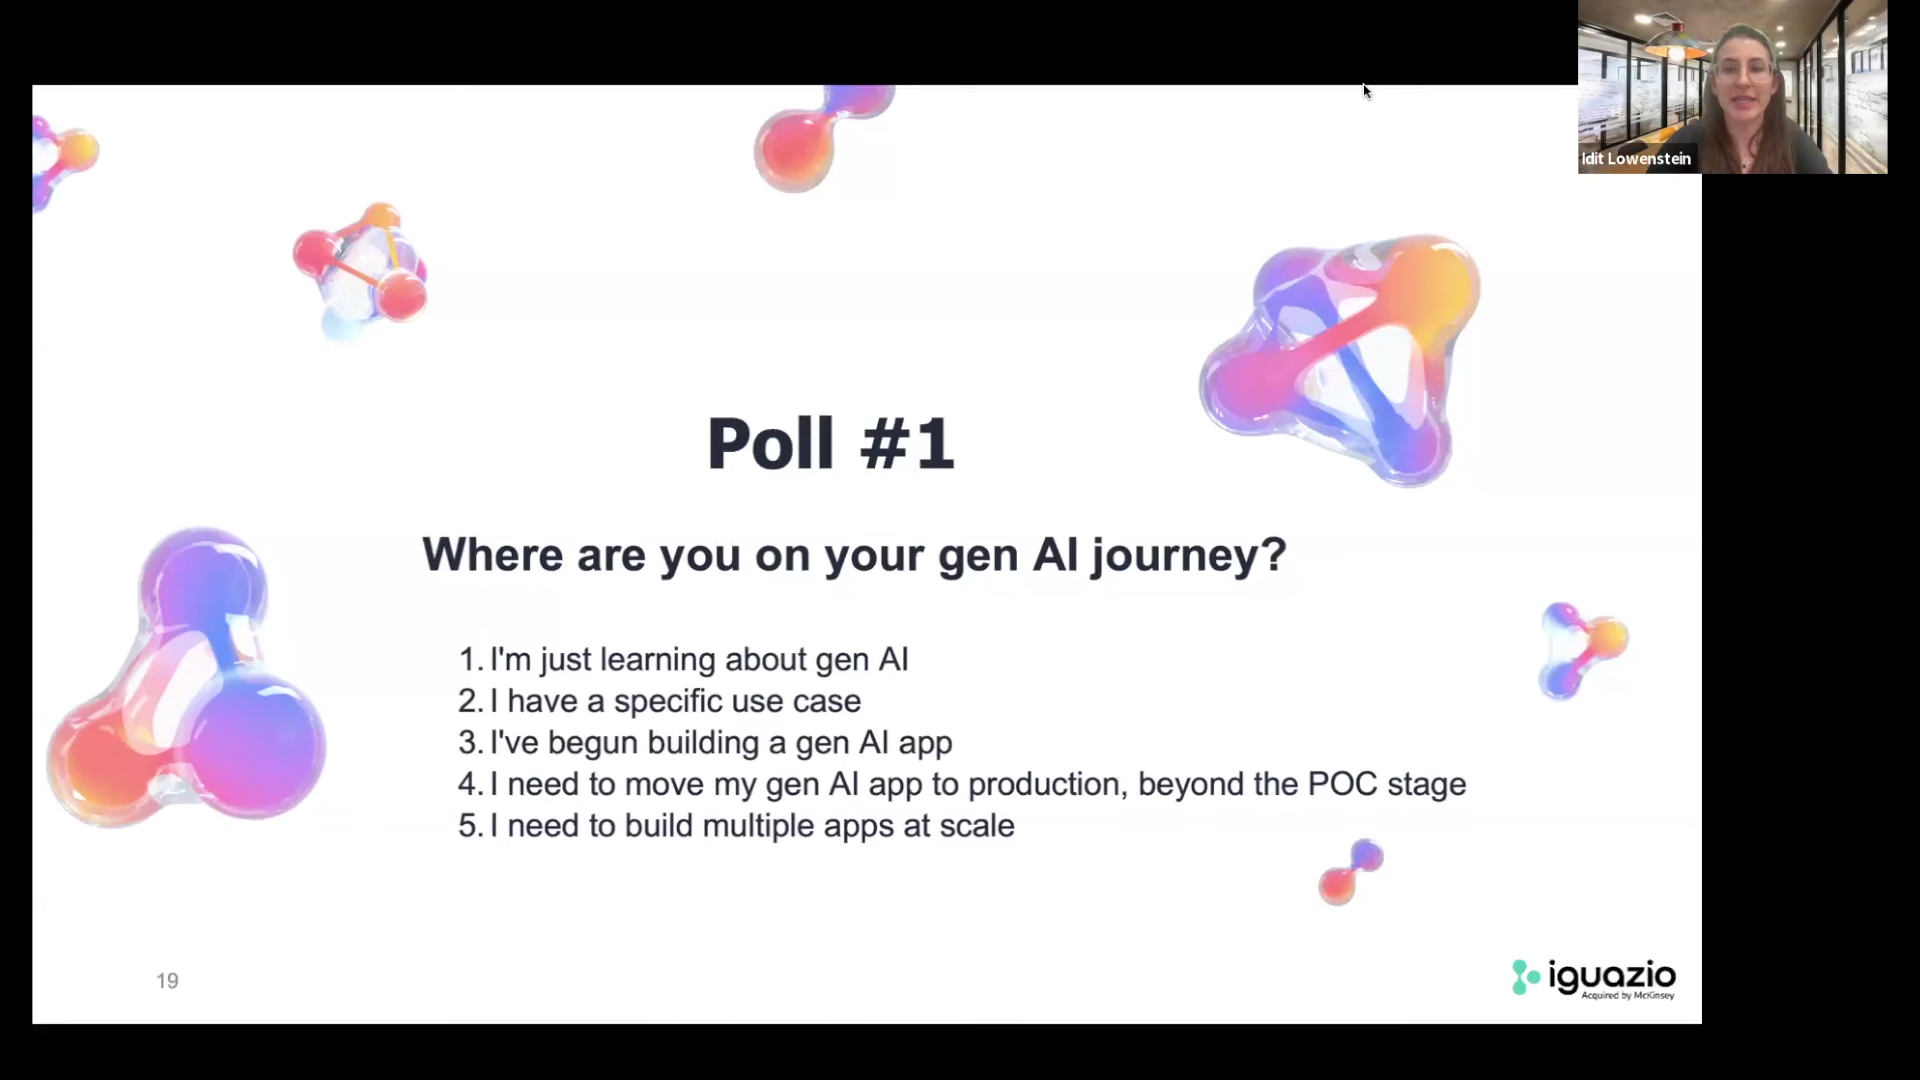 Idit Lowenstein
Poll #1
Where are you on your gen AI journey?
1. I'm just learning about gen AI
2. I have a specific use case
3. I've begun building a gen AI app
4. I need to move my gen AI app to production, beyond the POC stage
5. I need to build multiple apps at scale
19
iguazio
Acquired by McKinsey